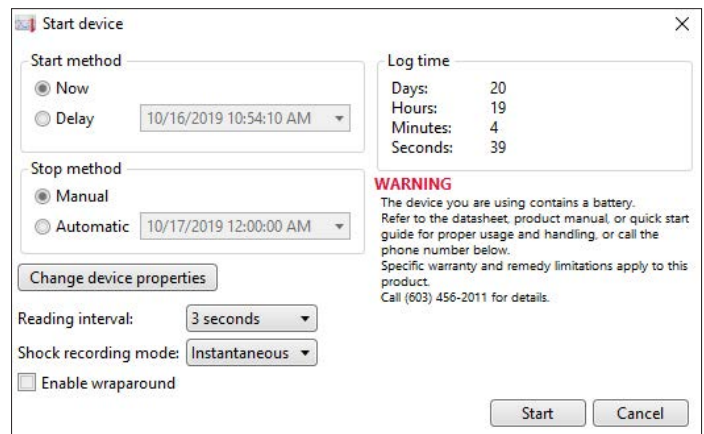 Start device
Start method
Now
Delay 10/16/2019 10:54:10 AM
Stop method
Manual
Automatic 10/17/2019 12:00:00 AM
Change device properties
Reading interval: 3 seconds
Shock recording mode: Instantaneous
Enable wraparound
Log time
Days: 20
Hours: 19
Minutes: 4
Seconds: 39
WARNING
The device you are using contains a battery.
Refer to the datasheet, product manual, or quick start
guide for proper usage and handling, or call the
phone number below.
Specific warranty and remedy limitations apply to this
product.
Call (603) 456-2011 for details.
Start Cancel